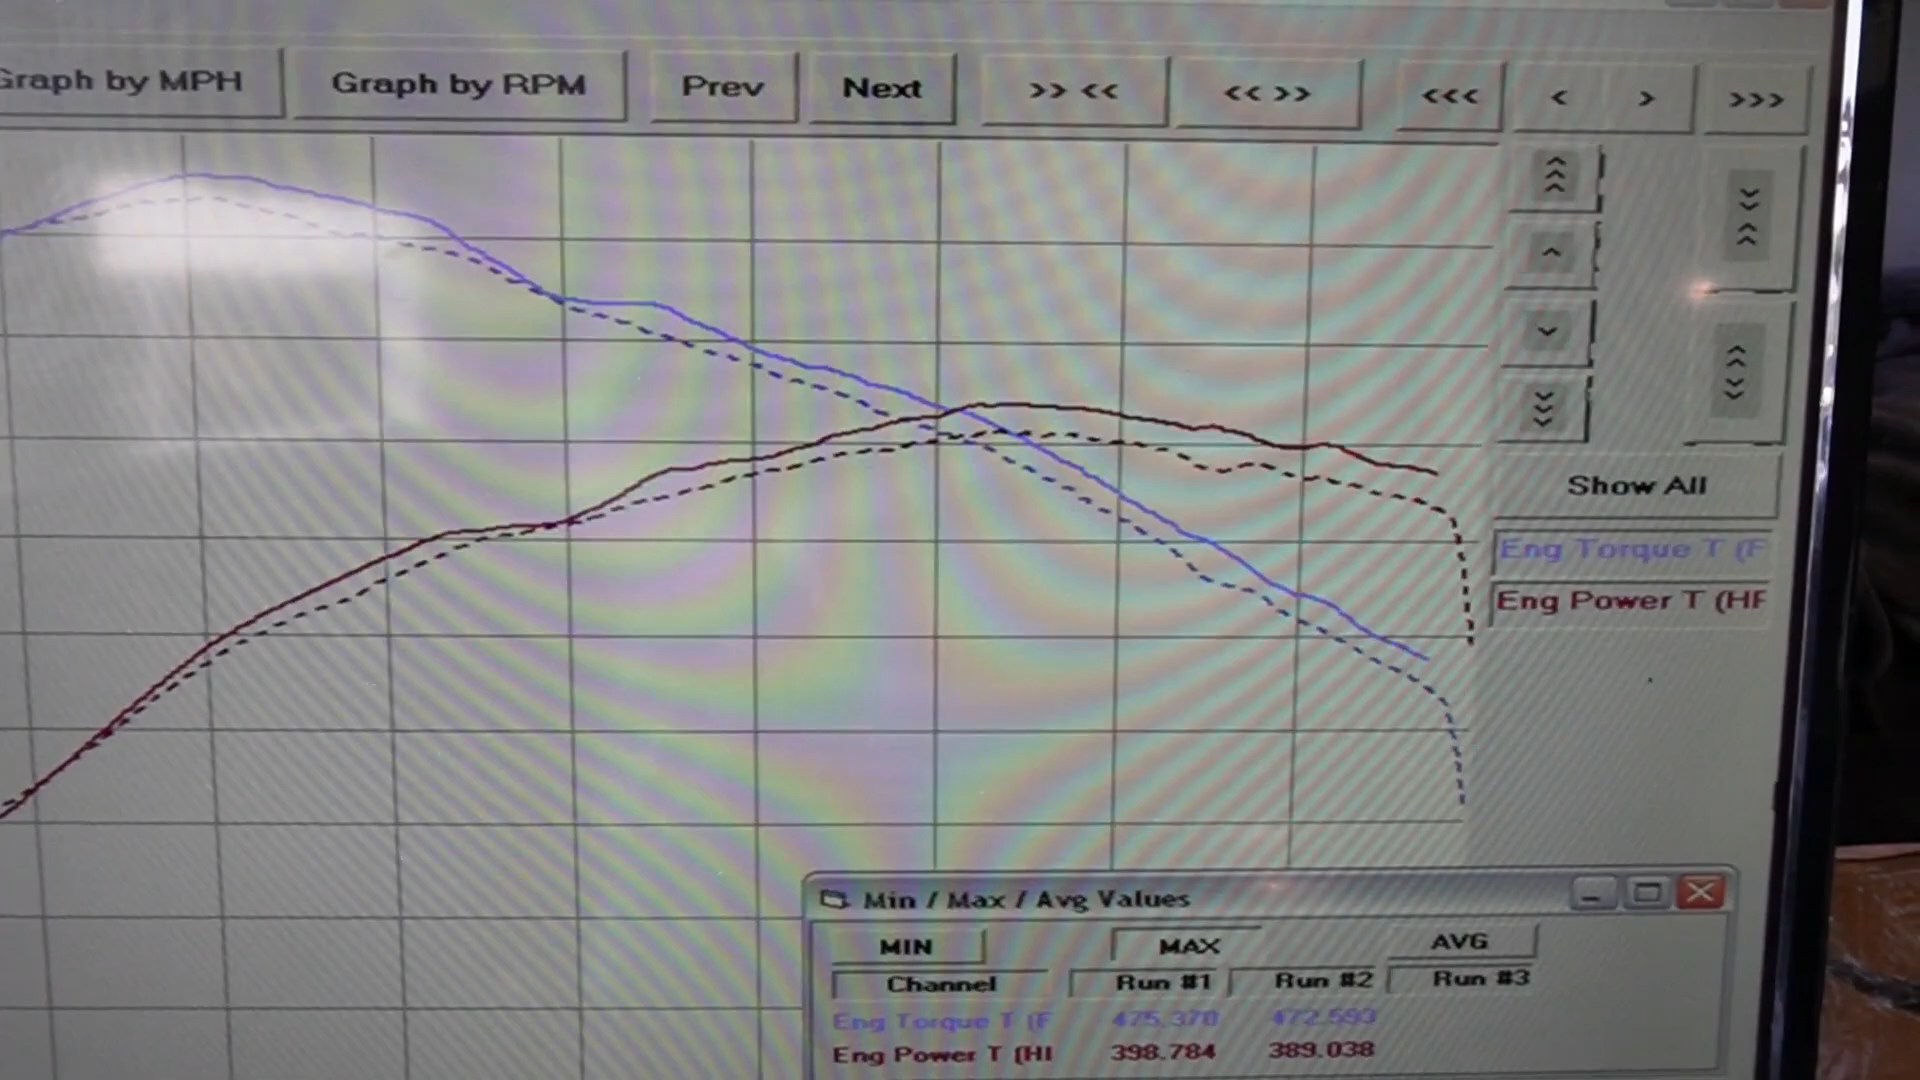 Graph by MPH
Graph by RPM
Prev
Next
>> <<
<< >>
<<<
<
>
>>>
Show All
Eng Torque T (F
Eng Power T (HF
Min / Max / Avg Values
MIN
MAX
AVG
Channel
Run #1
Run #2
Run #3
Eng Torque T (F
475.370
472.593
Eng Power T (HI
398.784
389.038